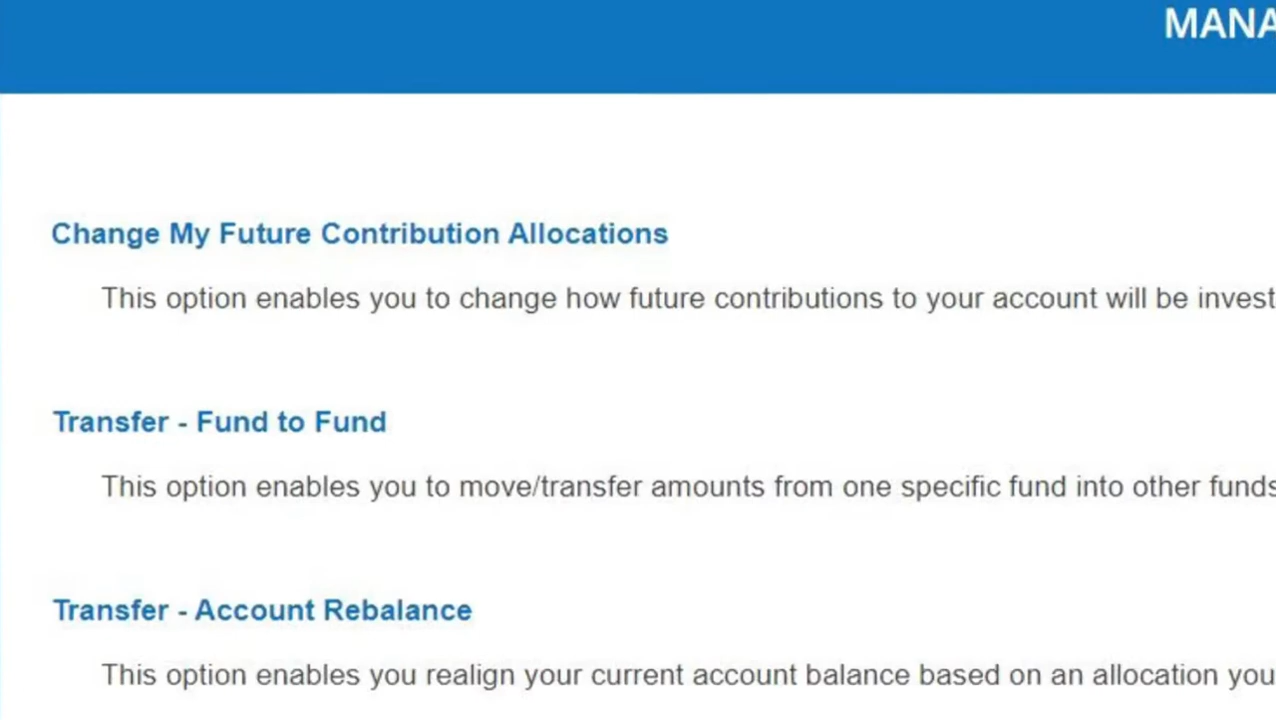 MANA
Change My Future Contribution Allocations
This option enables you to change how future contributions to your account will be invest
Transfer - Fund to Fund
This option enables you to move/transfer amounts from one specific fund into other funds
Transfer - Account Rebalance
This option enables you realign your current account balance based on an allocation you